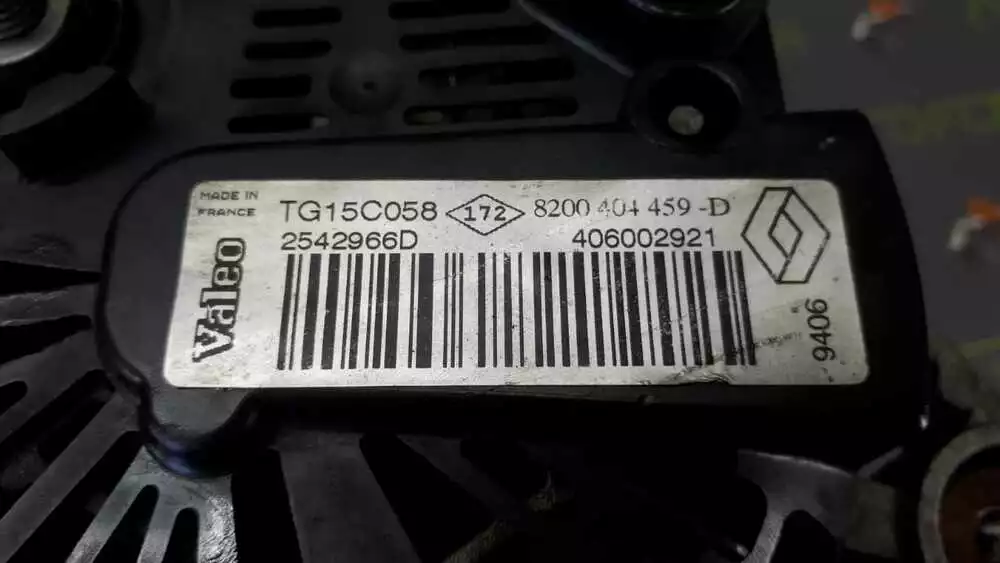 MADE IN
FRANCE
TG15C058 172 8200 404 459 -D
2542966D 406002921
Valeo
9406